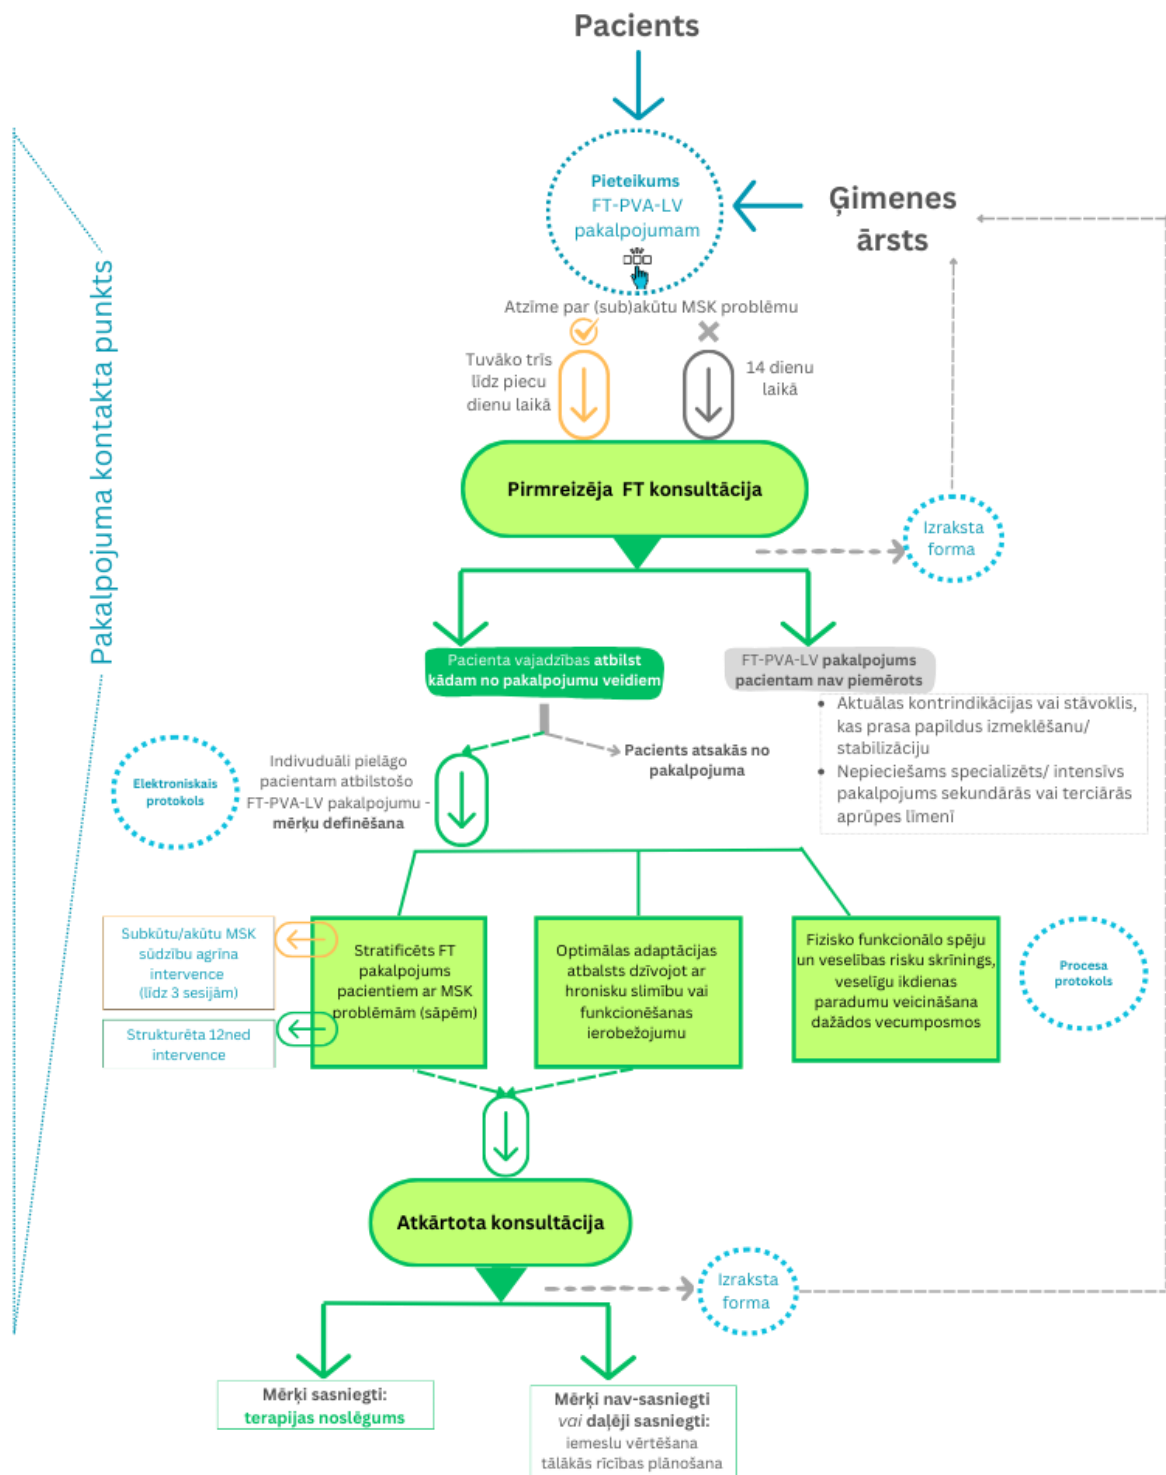 Pacients
Pieteikums
FT-PVA-LV
pakalpojumam
Ģimenes
ārsts
Pakalpojuma kontakta punkts
Atzīme par (sub)akūtu MSK problēmu
Tuvāko trīs
līdz piecu
dienu laikā
14 dienu
laikā
Pirmreizēja FT konsultācija
Izraksta
forma
Pacienta vajadzības atbilst
kādam no pakalpojumu veidiem
FT-PVA-LV pakalpojums
pacientam nav piemērots
• Aktuālas kontrindikācijas vai stāvoklis,
kas prasa papildus izmeklēšanu/
stabilizāciju
• Nepieciešams specializēts/ intensīvs
pakalpojums sekundārās vai terciārās
aprūpes līmenī
Pacients atsakās no
pakalpojuma
Elektroniskais
protokols
Indivuduāli pielāgo
pacientam atbilstošo
FT-PVA-LV pakalpojumu -
mērķu definēšana
Subkūtu/akūtu MSK
sūdzību agrīna
intervence
(līdz 3 sesijām)
Strukturēta 12ned
intervence
Stratificēts FT
pakalpojums
pacientiem ar MSK
problēmām (sāpēm)
Optimālas adaptācijas
atbalsts dzīvojot ar
hronisku slimību vai
funkcionēšanas
ierobežojumu
Fizisko funkcionālo spēju
un veselības risku skrīnings,
veselīgu ikdienas
paradumu veicināšana
dažādos vecumposmos
Procesa
protokols
Atkārtota konsultācija
Izraksta
forma
Mērķi sasniegti:
terapijas noslēgums
Mērķi nav-sasniegti
vai daļēji sasniegti:
iemeslu vērtēšana
tālākās rīcības plānošana